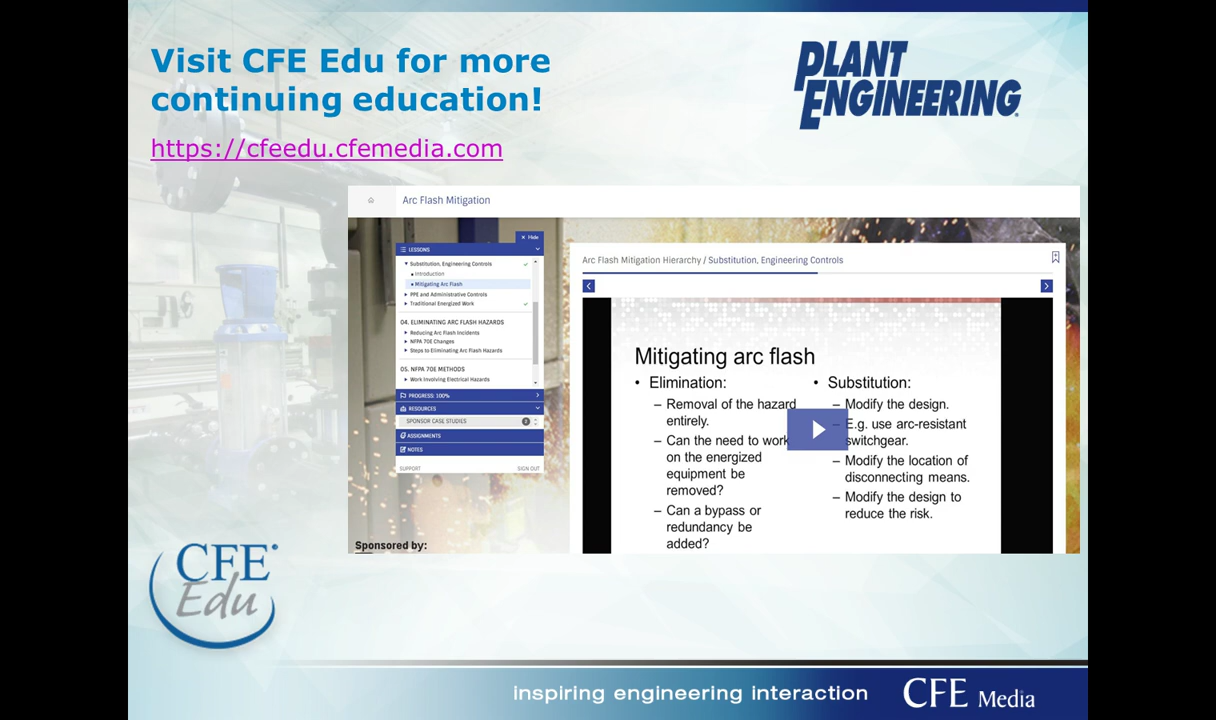 Visit CFE Edu for more
continuing education!
https://cfeedu.cfemedia.com
PLANT
ENGINEERING
Arc Flash Mitigation
× Hide
LESSONS
Substitution, Engineering Controls
Introduction
Mitigating Arc Flash
PPE and Administrative Controls
Traditional Energized Work
04. ELIMINATING ARC FLASH HAZARDS
Reducing Arc Flash Incidents
NFPA 70E Changes
Steps to Eliminating Arc Flash Hazards
05. NFPA 70E METHODS
Work Involving Electrical Hazards
PROGRESS: 100%
RESOURCES
SPONSOR CASE STUDIES
ASSIGNMENTS
NOTES
SUPPORT SIGN OUT
Arc Flash Mitigation Hierarchy / Substitution, Engineering Controls
Mitigating arc flash
• Elimination:
– Removal of the hazard
entirely.
– Can the need to work
on the energized
equipment be
removed?
– Can a bypass or
redundancy be
added?
• Substitution:
– Modify the design.
– E.g. use arc-resistant
switchgear.
– Modify the location of
disconnecting means.
– Modify the design to
reduce the risk.
Sponsored by:
CFE
Edu
inspiring engineering interaction
CFE Media